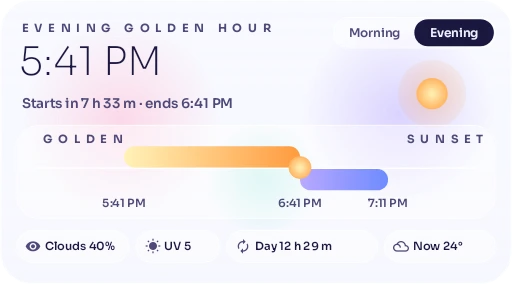 EVENING GOLDEN HOUR
Morning
Evening
5:41 PM
Starts in 7 h 33 m · ends 6:41 PM
GOLDEN
SUNSET
5:41 PM
6:41 PM
7:11 PM
Clouds 40%
UV 5
Day 12 h 29 m
Now 24°